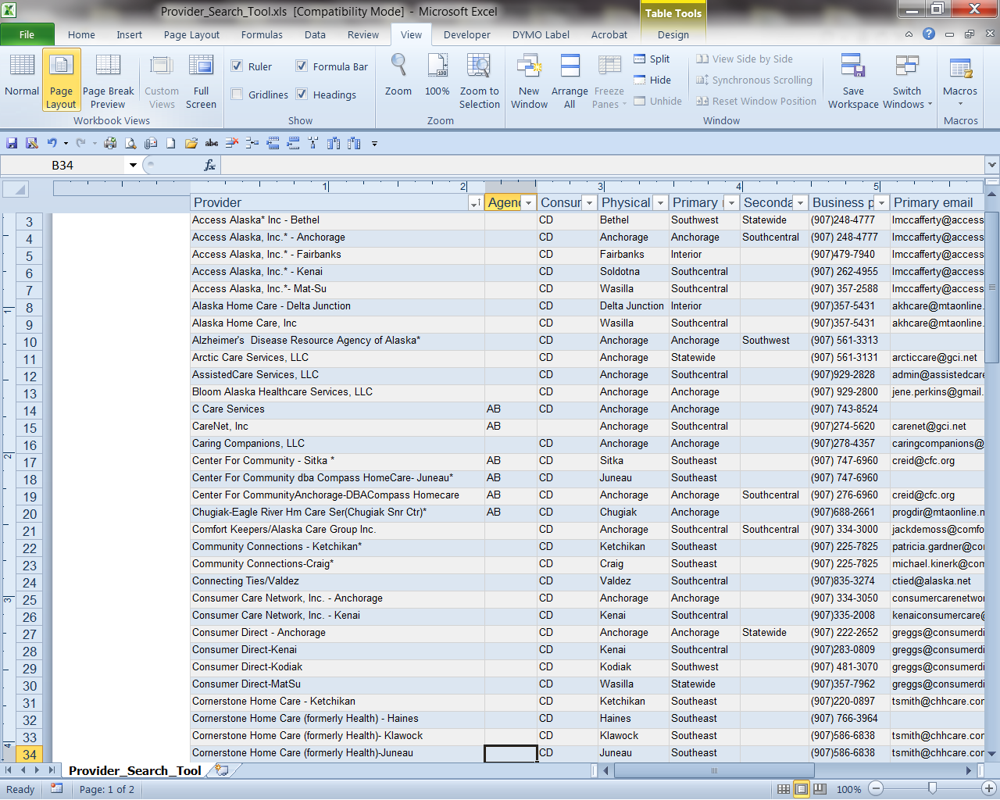 Provider_Search_Tool.xls [Compatibility Mode] - Microsoft Excel
Table Tools
File Home Insert Page Layout Formulas Data Review View Developer DYMO Label Acrobat Design
Normal Page Layout Page Break Preview Custom Views Full Screen
Workbook Views
Ruler Formula Bar
Gridlines Headings
Show
Zoom 100% Zoom to Selection
Zoom
New Window Arrange All Freeze Panes
Split
Hide
Unhide
View Side by Side
Synchronous Scrolling
Reset Window Position
Window
Save Workspace Switch Windows
Macros
Macros
B34 fx
1 2 3 4 5
Provider Agenc Consur Physical Primary Seconda Business p Primary email
3 Access Alaska* Inc - Bethel CD Bethel Southwest Statewide (907)248-4777 lmccafferty@access
4 Access Alaska, Inc.* - Anchorage CD Anchorage Anchorage Southcentral (907) 248-4777 lmccafferty@access
5 Access Alaska, Inc.* - Fairbanks CD Fairbanks Interior (907)479-7940 lmccafferty@access
6 Access Alaska, Inc.* - Kenai CD Soldotna Southcentral (907) 262-4955 lmccafferty@access
7 Access Alaska, Inc.*- Mat-Su CD Wasilla Southcentral (907) 357-2588 lmccafferty@access
8 Alaska Home Care - Delta Junction CD Delta Junction Interior (907)357-5431 akhcare@mtaonline.
9 Alaska Home Care, Inc CD Wasilla Southcentral (907)357-5431 akhcare@mtaonline.
10 Alzheimer's  Disease Resource Agency of Alaska* CD Anchorage Anchorage Southwest (907) 561-3313
11 Arctic Care Services, LLC CD Anchorage Statewide (907) 561-3131 arcticcare@gci.net
12 AssistedCare Services, LLC CD Anchorage Southcentral (907)929-2828 admin@assistedcare
13 Bloom Alaska Healthcare Services, LLC CD Anchorage Anchorage (907) 929-2800 jene.perkins@gmail.
14 C Care Services AB CD Anchorage Anchorage (907) 743-8524
15 CareNet, Inc AB Anchorage Southcentral (907)274-5620 carenet@gci.net
16 Caring Companions, LLC CD Anchorage Anchorage (907)278-4357 caringcompanions@
17 Center For Community - Sitka * AB CD Sitka Southeast (907) 747-6960 creid@cfc.org
18 Center For Community dba Compass HomeCare- Juneau* AB CD Juneau Southeast (907) 747-6960
19 Center For CommunityAnchorage-DBACompass Homecare AB CD Anchorage Anchorage Southcentral (907) 276-6960 creid@cfc.org
20 Chugiak-Eagle River Hm Care Ser(Chugiak Snr Ctr)* AB CD Chugiak Anchorage (907)688-2661 progdir@mtaonline.n
21 Comfort Keepers/Alaska Care Group Inc. CD Anchorage Southcentral Southcentral (907) 334-3000 jackdemoss@comfo
22 Community Connections - Ketchikan* CD Ketchikan Southeast (907) 225-7825 patricia.gardner@co
23 Community Connections-Craig* CD Craig Southeast (907) 225-7825 michael.kinerk@com
24 Connecting Ties/Valdez CD Valdez Southcentral (907)835-3274 ctied@alaska.net
25 Consumer Care Network, Inc. - Anchorage CD Anchorage Anchorage (907) 334-3050 consumercarenetwor
26 Consumer Care Network, Inc. - Kenai CD Kenai Southcentral (907)335-2008 kenaiconsumercare@
27 Consumer Direct - Anchorage CD Anchorage Anchorage Statewide (907) 222-2652 greggs@consumerdi
28 Consumer Direct-Kenai CD Kenai Southcentral (907)283-0809 greggs@consumerdi
29 Consumer Direct-Kodiak CD Kodiak Southwest (907) 481-3070 greggs@consumerdi
30 Consumer Direct-MatSu CD Wasilla Statewide (907)357-7962 greggs@consumerdi
31 Cornerstone Home Care - Ketchikan CD Ketchikan Southeast (907)220-0897 tsmith@chhcare.con
32 Cornerstone Home Care (formerly Health) - Haines CD Haines Southeast (907) 766-3964
33 Cornerstone Home Care (formerly Health)- Klawock CD Klawock Southeast (907)586-6838 tsmith@chhcare.con
34 Cornerstone Home Care (formerly Health)-Juneau CD Juneau Southeast (907)586-6838 tsmith@chhcare.con
Provider_Search_Tool
Ready Page: 1 of 2 100%